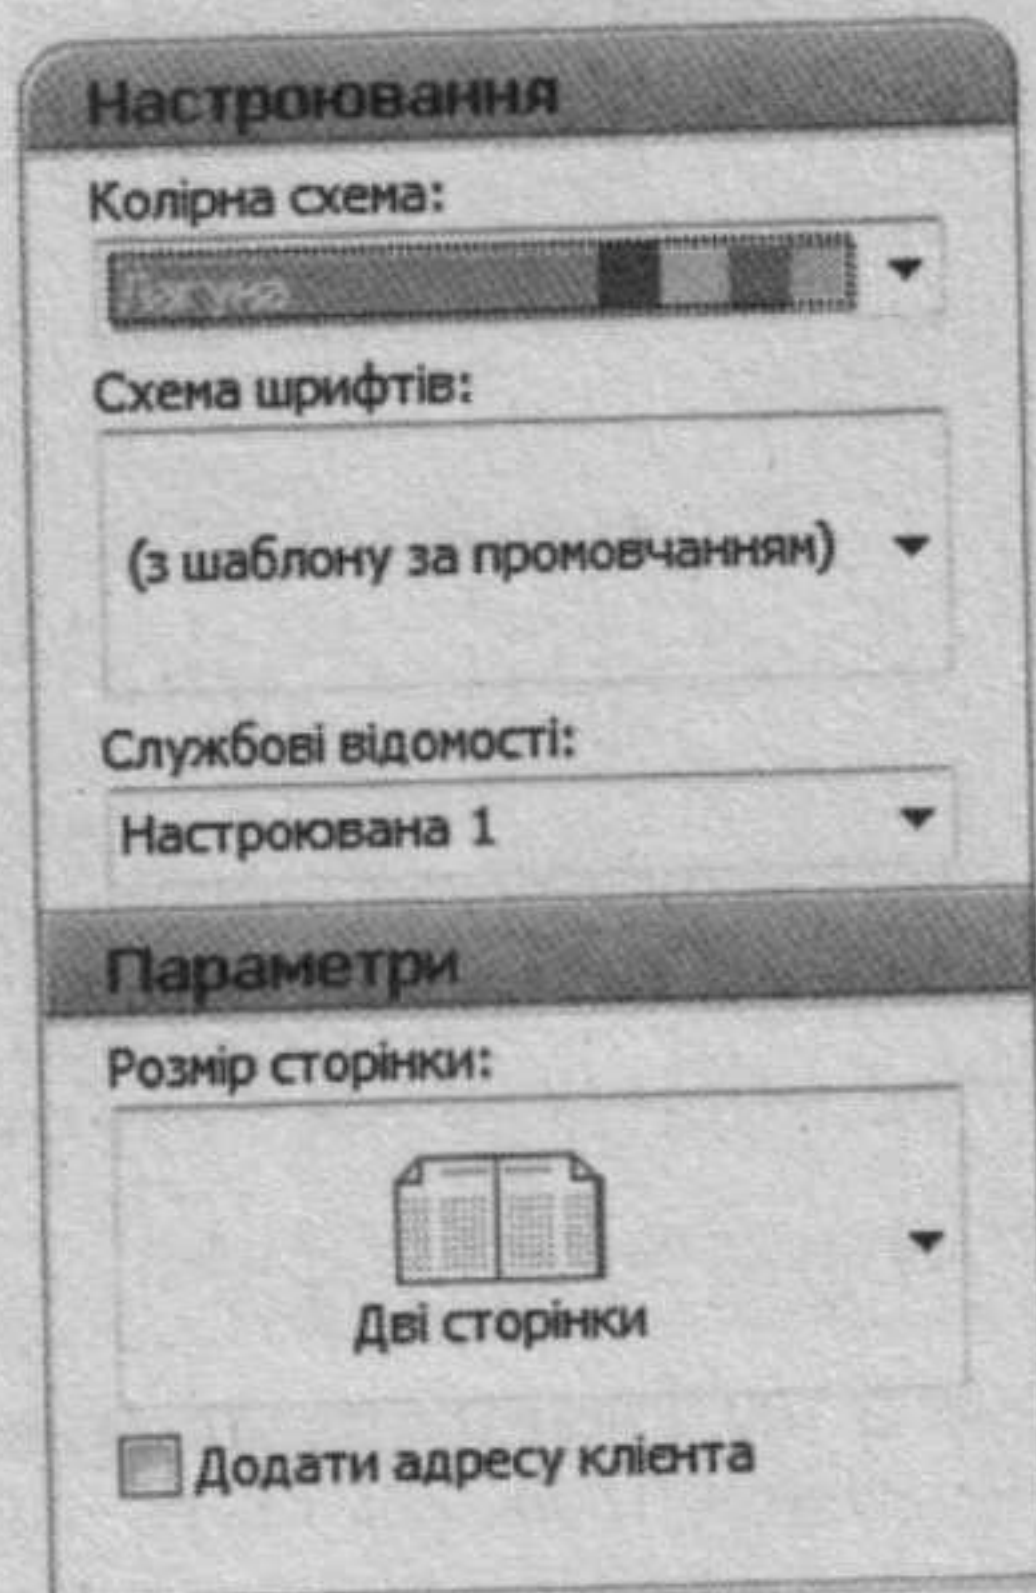 Настроювання
Колірна схема:
Лагуна
Схема шрифтів:
(з шаблону за промовчанням)
Службові відомості:
Настроювана 1
Параметри
Розмір сторінки:
Дві сторінки
Додати адресу клієнта